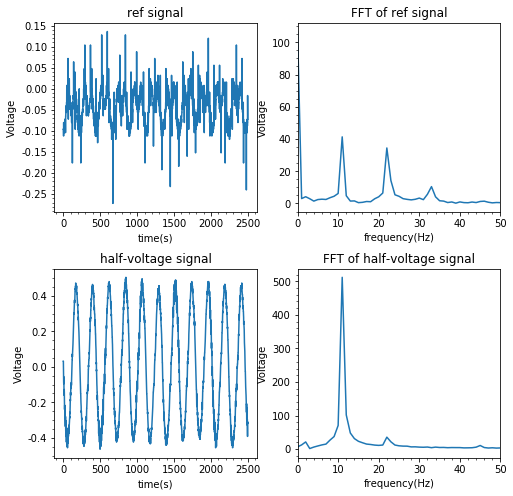 ref signal
FFT of ref signal
0.15
0.10
0.05
0.00
-0.05
-0.10
-0.15
-0.20
-0.25
Voltage
0 500 1000 1500 2000 2500
time(s)
100
80
60
40
20
0
Voltage
0 10 20 30 40 50
frequency(Hz)
half-voltage signal
FFT of half-voltage signal
0.4
0.2
0.0
-0.2
-0.4
Voltage
0 500 1000 1500 2000 2500
time(s)
500
400
300
200
100
0
Voltage
0 10 20 30 40 50
frequency(Hz)